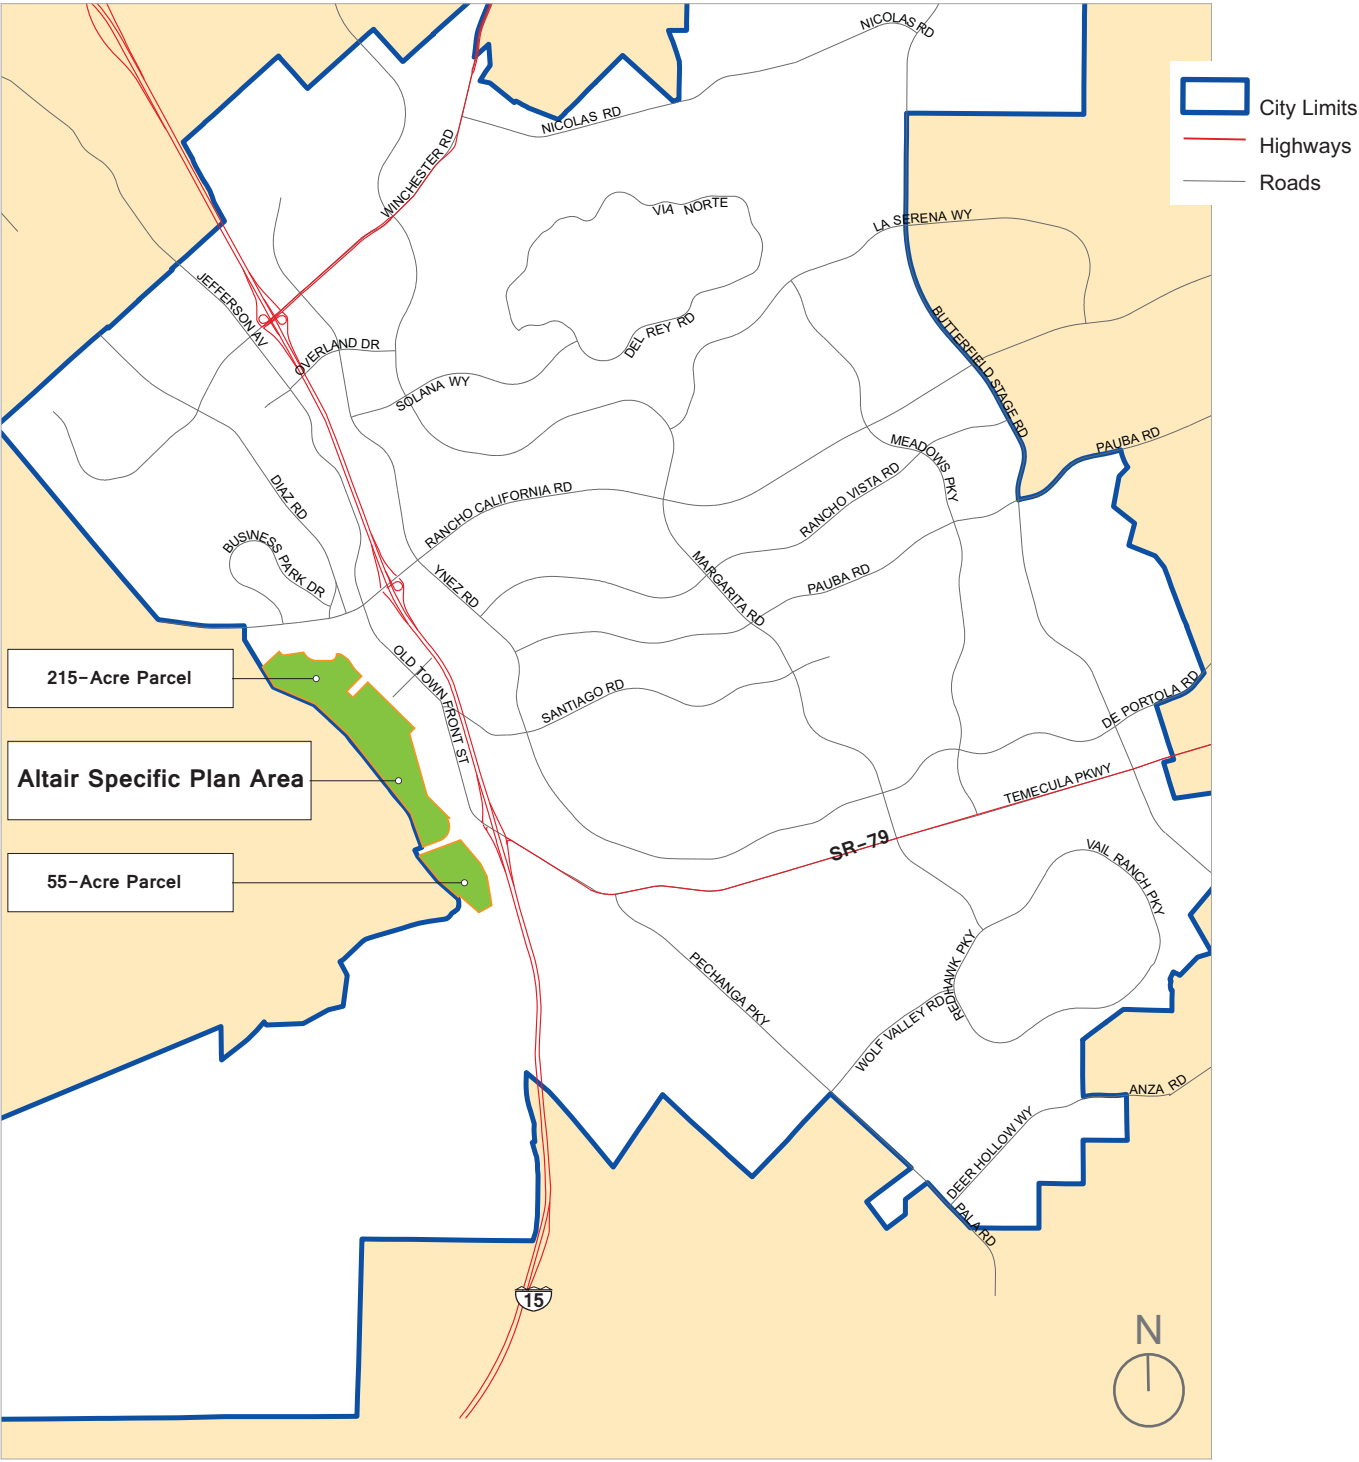 NICOLAS RD
NICOLAS RD
WINCHESTER RD
VIA NORTE
LA SERENA WY
JEFFERSON AV
OVERLAND DR
DEL REY RD
BUTTERFIELD STAGE RD
SOLANA WY
MEADOWS PKY
PAUBA RD
DIAZ RD
RANCHO CALIFORNIA RD
RANCHO VISTA RD
BUSINESS PARK DR
YNEZ RD
MARGARITA RD
PAUBA RD
OLD TOWN FRONT ST
SANTIAGO RD
DE PORTOLA RD
215-Acre Parcel
Altair Specific Plan Area
55-Acre Parcel
TEMECULA PKWY
SR-79
VAIL RANCH PKY
PECHANGA PKY
REDHAWK PKY
WOLF VALLEY RD
ANZA RD
DEER HOLLOW WY
PALA RD
15
N
City Limits
Highways
Roads